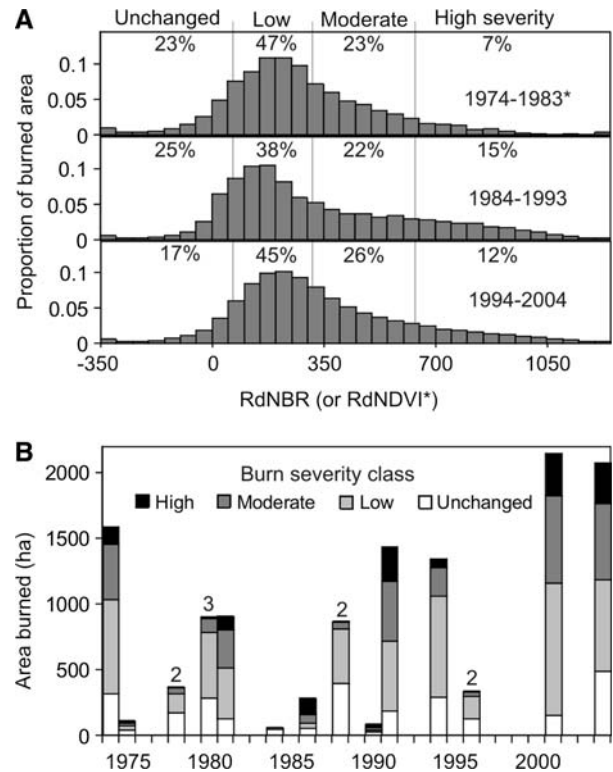 A
Unchanged Low Moderate High severity
23% 47% 23% 7%
0.1
0.05
0
1974-1983*
25% 38% 22% 15%
0.1
0.05
0
1984-1993
17% 45% 26% 12%
0.1
0.05
0
1994-2004
Proportion of burned area
-350 0 350 700 1050
RdNBR (or RdNDVI*)
B
Burn severity class
High Moderate Low Unchanged
2000
1500
1000
500
0
Area burned (ha)
2 3 2 2
1975 1980 1985 1990 1995 2000